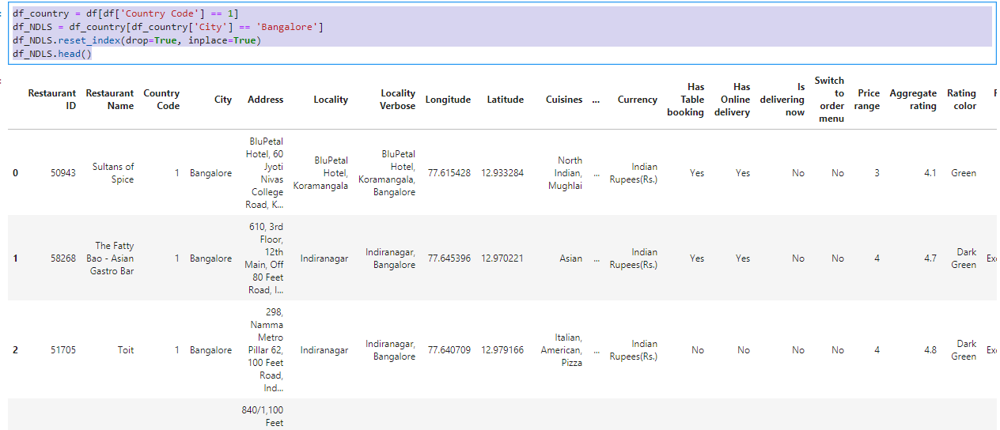 df_country = df[df['Country Code'] == 1]
df_NDLS = df_country[df_country['City'] == 'Bangalore']
df_NDLS.reset_index(drop=True, inplace=True)
df_NDLS.head()
Restaurant ID Restaurant Name Country Code City Address Locality Locality Verbose Longitude Latitude Cuisines ... Currency Has Table booking Has Online delivery Is delivering now Switch to order menu Price range Aggregate rating Rating color
0 50943 Sultans of Spice 1 Bangalore BluPetal Hotel, 60 Jyoti Nivas College Road, K... BluPetal Hotel, Koramangala BluPetal Hotel, Koramangala, Bangalore 77.615428 12.933284 North Indian, Mughlai ... Indian Rupees(Rs.) Yes Yes No No 3 4.1 Green
1 58268 The Fatty Bao - Asian Gastro Bar 1 Bangalore 610, 3rd Floor, 12th Main, Off 80 Feet Road, I... Indiranagar Indiranagar, Bangalore 77.645396 12.970221 Asian ... Indian Rupees(Rs.) Yes Yes No No 4 4.7 Dark Green
2 51705 Toit 1 Bangalore 298, Namma Metro Pillar 62, 100 Feet Road, Ind... Indiranagar Indiranagar, Bangalore 77.640709 12.979166 Italian, American, Pizza ... Indian Rupees(Rs.) No No No No 4 4.8 Dark Green
840/1,100 Feet